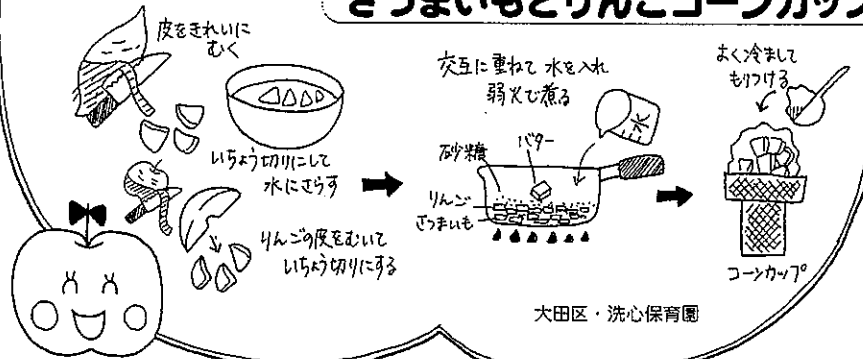 さつまいもとりんごコーンカップ
皮をきれいに
むく
いちょう切りにして
水にさらす
りんごの皮をむいて
いちょう切りにする
交互に重ねて 水を入れ
弱火で煮る
水
砂糖
バター
りんご
さつまいも
よく冷まして
もりつける
コーンカップ
大田区・洗心保育園